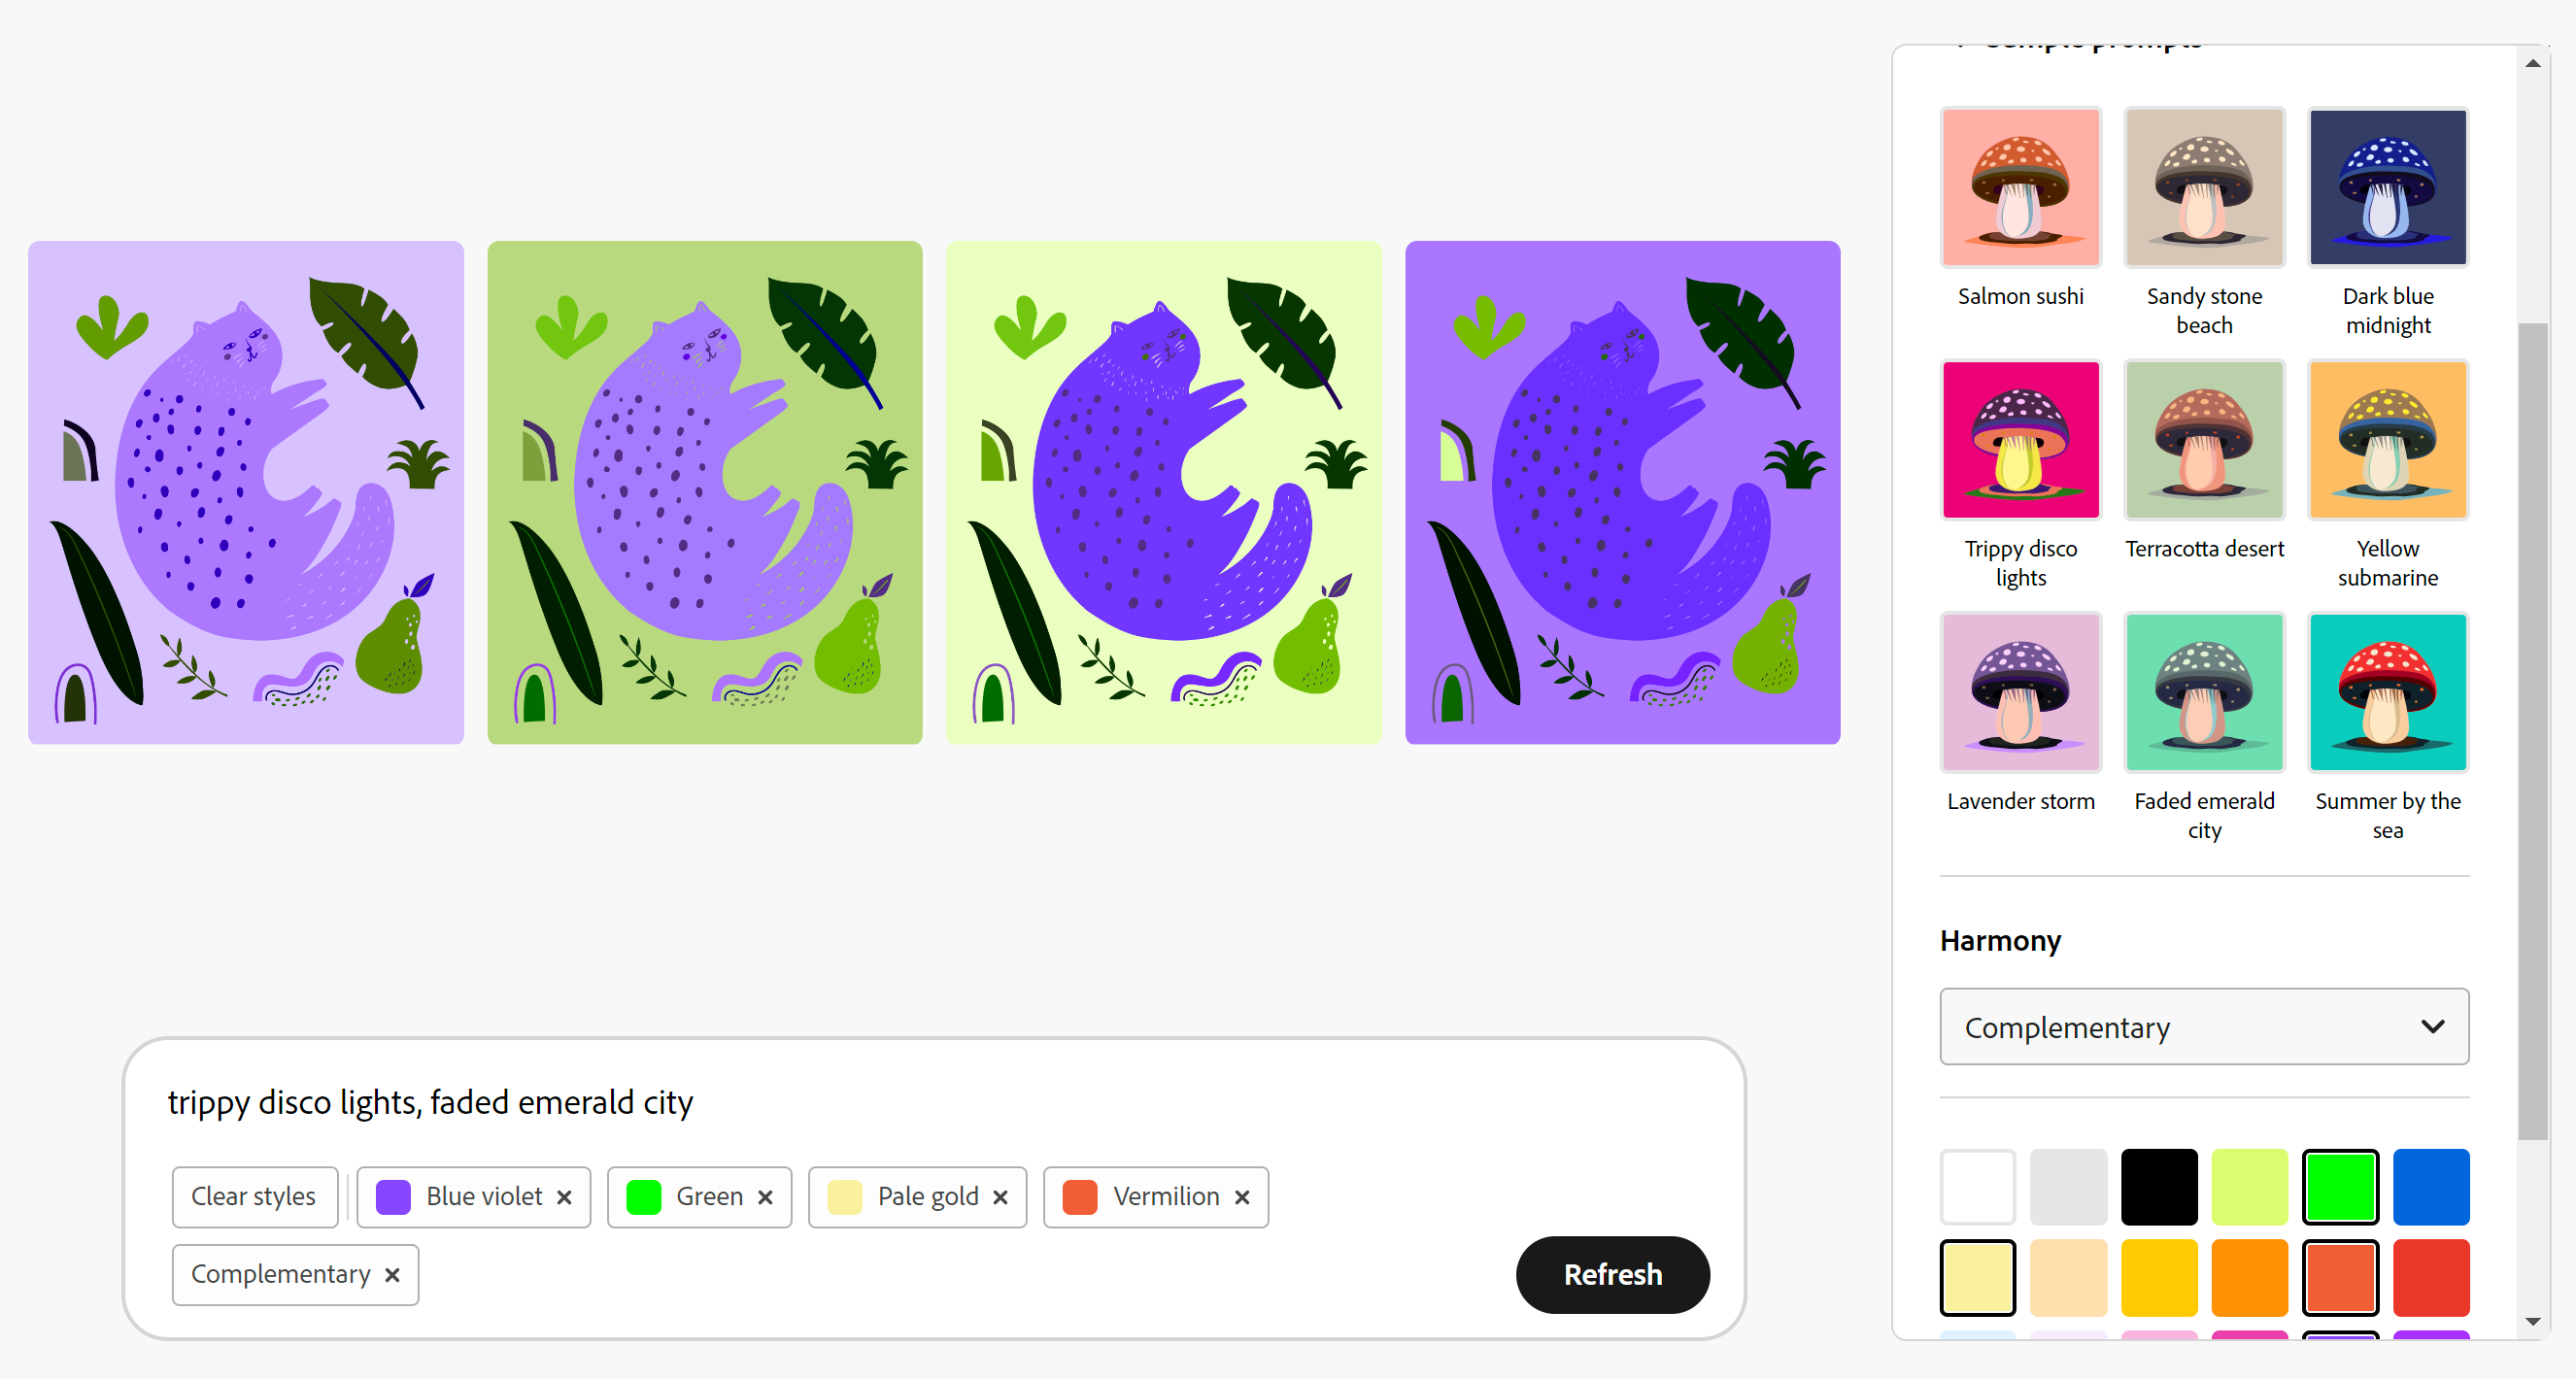 Sample prompts
Salmon sushi
Sandy stone
beach
Dark blue
midnight
Trippy disco
lights
Terracotta desert
Yellow
submarine
Lavender storm
Faded emerald
city
Summer by the
sea
Harmony
Complementary
trippy disco lights, faded emerald city
Clear styles
Blue violet
Green
Pale gold
Vermilion
Complementary
Refresh